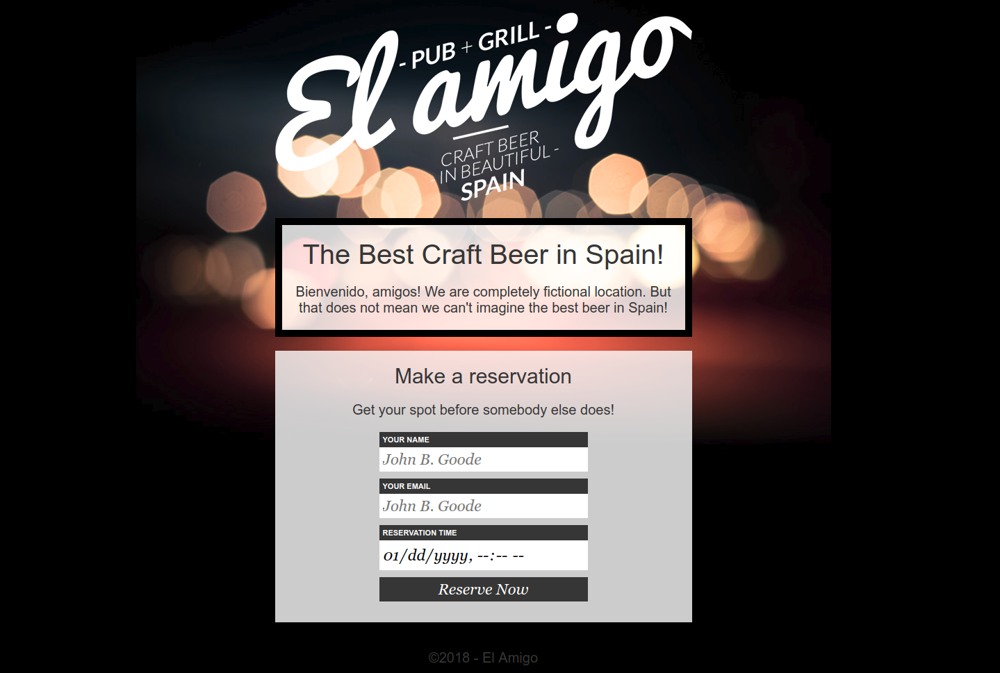 - PUB + GRILL -
El amigo
CRAFT BEER
- IN BEAUTIFUL -
SPAIN
The Best Craft Beer in Spain!
Bienvenido, amigos! We are completely fictional location. But
that does not mean we can't imagine the best beer in Spain!
Make a reservation
Get your spot before somebody else does!
YOUR NAME
John B. Goode
YOUR EMAIL
John B. Goode
RESERVATION TIME
01/dd/yyyy, --:-- --
Reserve Now
©2018 - El Amigo